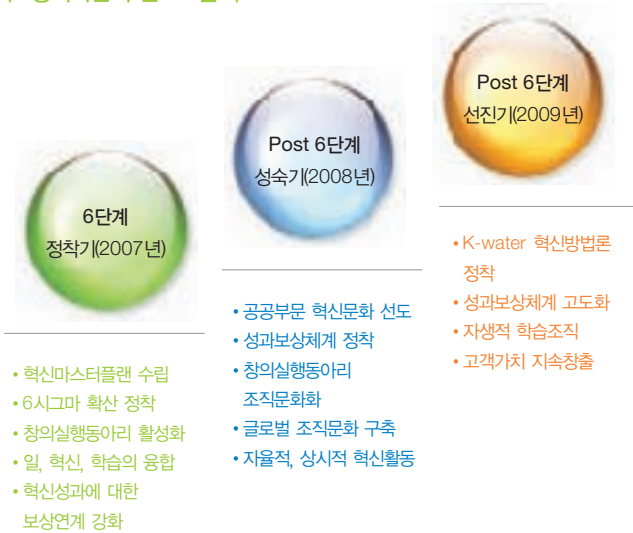 Post 6단계
선진기(2009년)
Post 6단계
성숙기(2008년)
6단계
정착기(2007년)
• K-water 혁신방법론
정착
• 성과보상체계 고도화
• 자생적 학습조직
• 고객가치 지속창출
• 공공부문 혁신문화 선도
• 성과보상체계 정착
• 창의실행동아리
조직문화화
• 글로벌 조직문화 구축
• 자율적, 상시적 혁신활동
• 혁신마스터플랜 수립
• 6시그마 확산 정착
• 창의실행동아리 활성화
• 일, 혁신, 학습의 융합
• 혁신성과에 대한
보상연계 강화